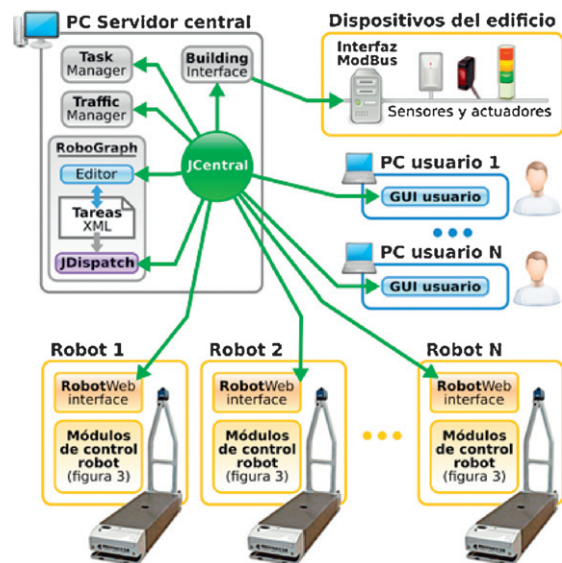 PC Servidor central
Task
Manager
Building
Interface
Traffic
Manager
RoboGraph
Editor
Tareas
XML
JDispatch
JCentral
Dispositivos del edificio
Interfaz
ModBus
Sensores y actuadores
PC usuario 1
GUI usuario
PC usuario N
GUI usuario
Robot 1
RobotWeb
interface
Módulos
de control
robot
(figura 3)
Robot 2
RobotWeb
interface
Módulos
de control
robot
(figura 3)
Robot N
RobotWeb
interface
Módulos
de control
robot
(figura 3)